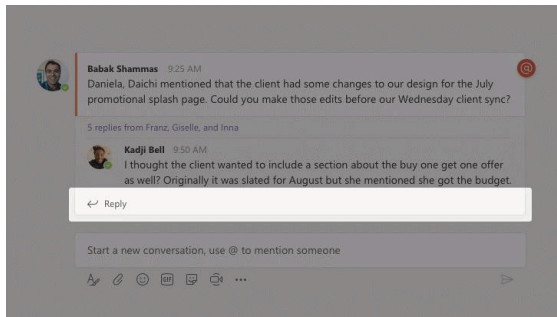 Babak Shammas 9:25 AM
@
Daniela, Daichi mentioned that the client had some changes to our design for the July
promotional splash page. Could you make those edits before our Wednesday client sync?
5 replies from Franz, Giselle, and Inna
Kadji Bell 9:50 AM
I thought the client wanted to include a section about the buy one get one offer
as well? Originally it was slated for August but she mentioned she got the budget.
Reply
Start a new conversation, use @ to mention someone
GIF